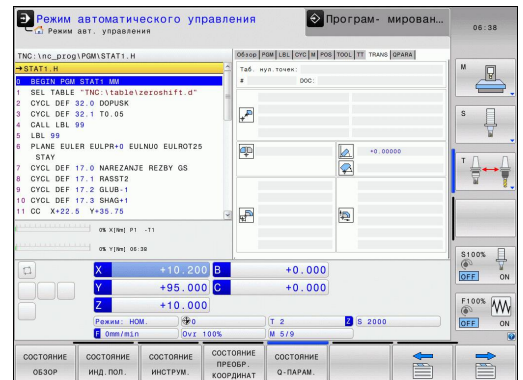 Режим автоматического управления
Режим авт. управления
Програм- мирован...
06:38
TNC:\nc_prog\PGM\STAT1.H
→STAT1.H
0 BEGIN PGM STAT1 MM
1 SEL TABLE "TNC:\table\zeroshift.d"
2 CYCL DEF 32.0 DOPUSK
3 CYCL DEF 32.1 T0.05
4 CALL LBL 99
5 LBL 99
6 PLANE EULER EULPR+0 EULNU0 EULROT25
STAY
7 CYCL DEF 17.0 NAREZANJE REZBY GS
8 CYCL DEF 17.1 RASST2
9 CYCL DEF 17.2 GLUB-1
10 CYCL DEF 17.3 SHAG+1
11 CC X+22.5 Y+35.75
0% X[Nm] P1 -T1
0% Y[Nm] 06:38
Обзор PGM LBL CYC M POS TOOL TT TRANS QPARA
Таб. нул.точек:
# DOC:
+0.00000
X +10.200 B +0.000
Y +95.000 C +0.000
Z +10.000
Режим: НОМ. 0 T 2 Z S 2000
F 0mm/min Ovr 100% M 5/9
M
S
T
S100%
OFF ON
F100%
OFF ON
СОСТОЯНИЕ ОБЗОР
СОСТОЯНИЕ ИНД. ПОЛ.
СОСТОЯНИЕ ИНСТРУМ.
СОСТОЯНИЕ ПРЕОБР. КООРДИНАТ
СОСТОЯНИЕ Q-ПАРАМ.